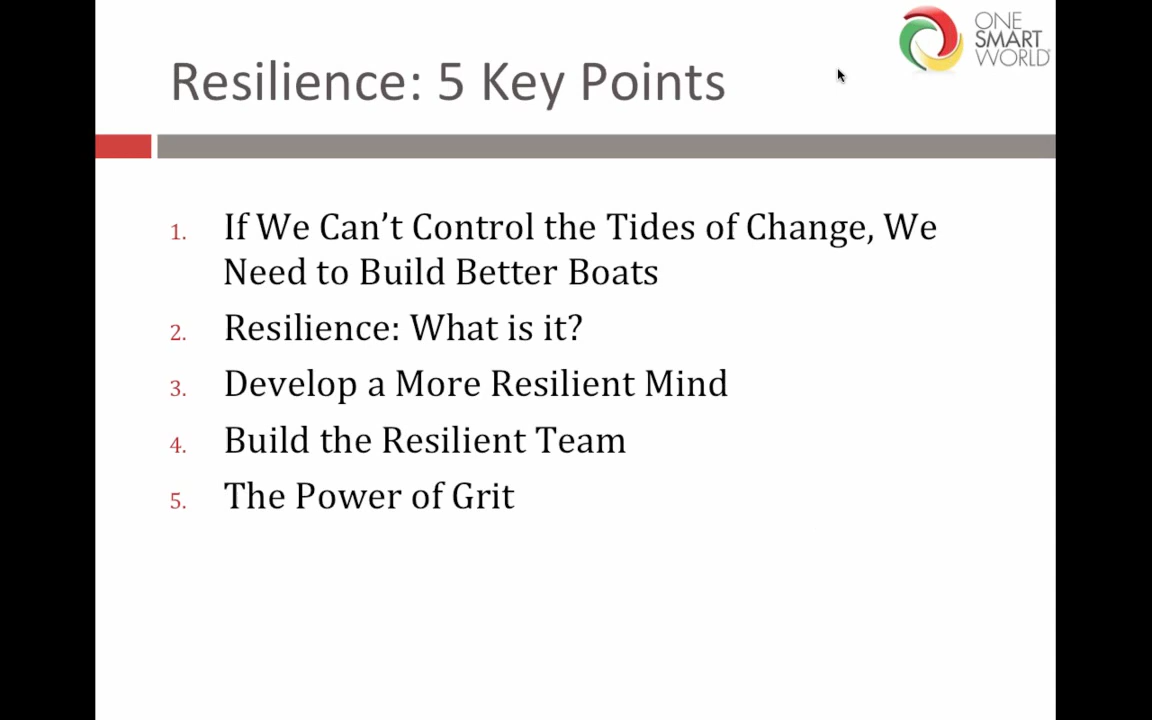 ONE
SMART
WORLD
Resilience: 5 Key Points
1. If We Can’t Control the Tides of Change, We
Need to Build Better Boats
2. Resilience: What is it?
3. Develop a More Resilient Mind
4. Build the Resilient Team
5. The Power of Grit